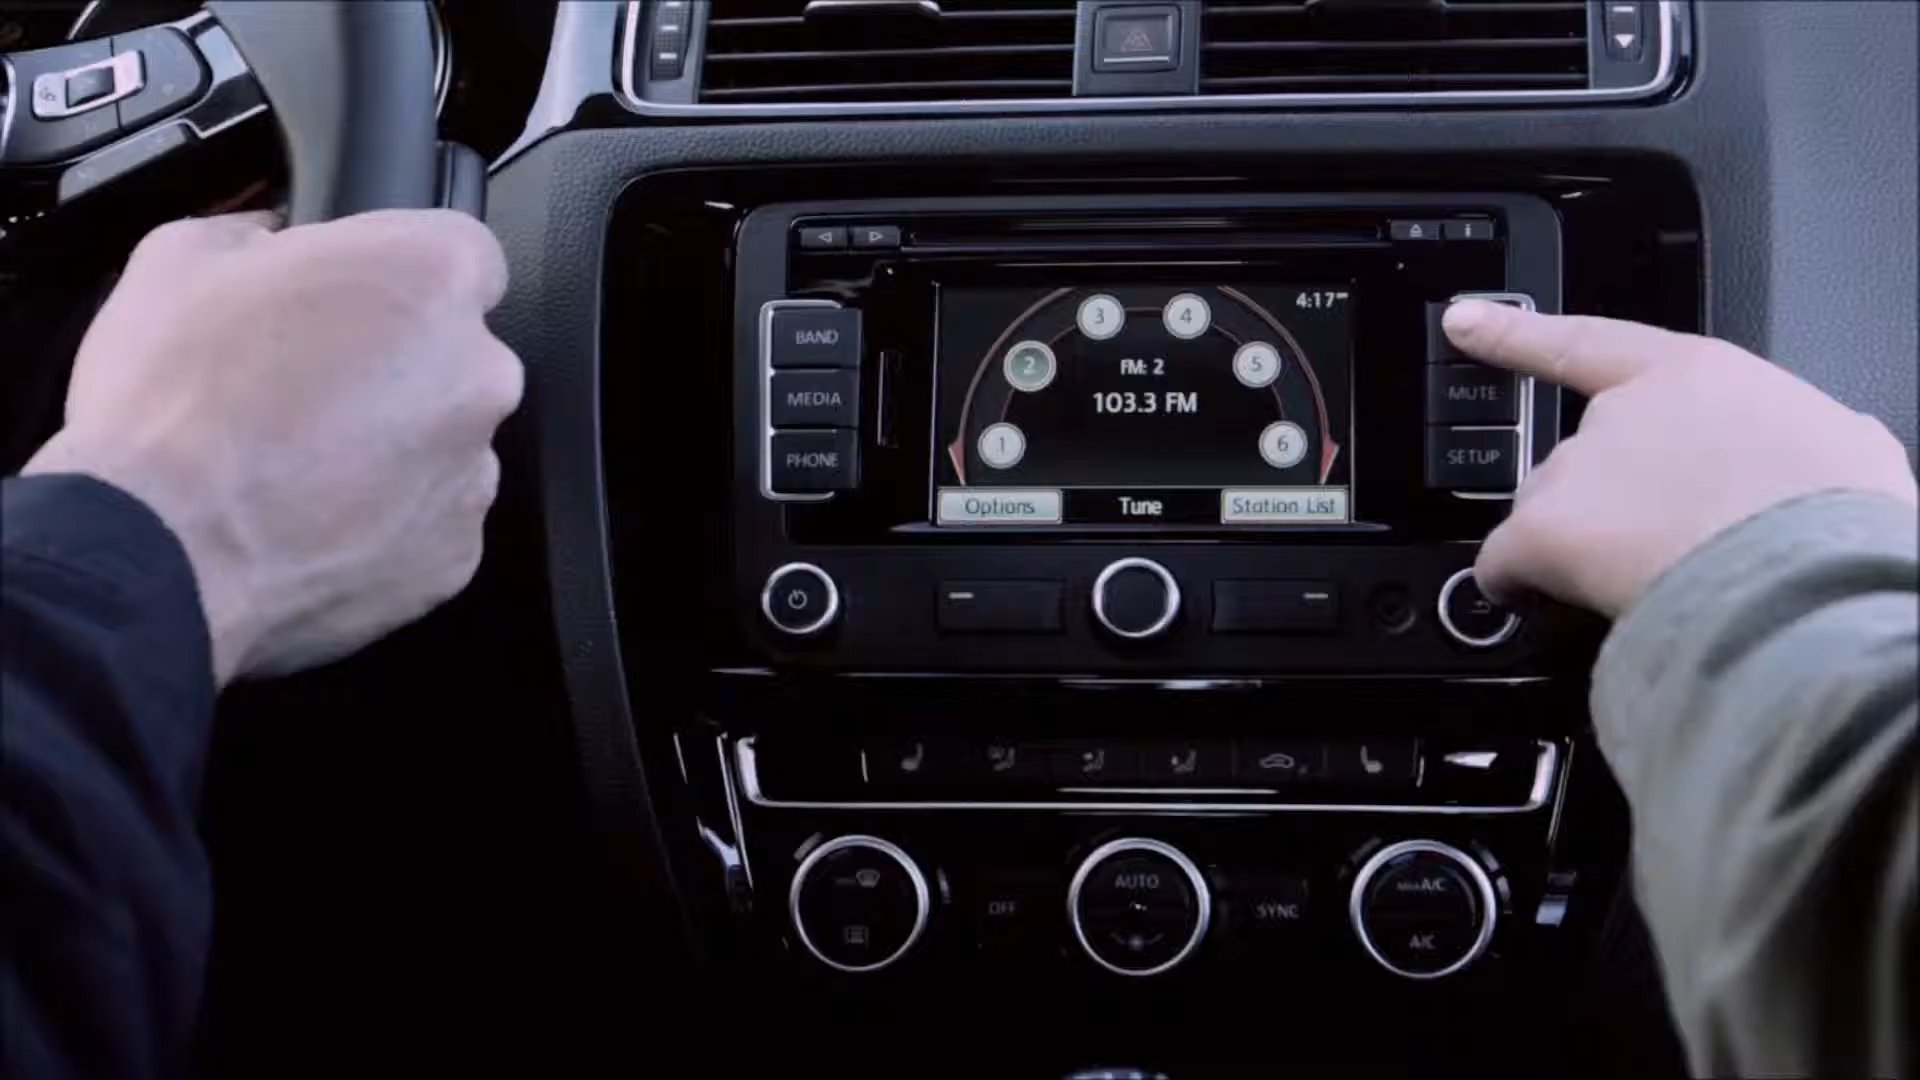 4:17
3
4
2
FM: 2
5
103.3 FM
1
6
Options
Tune
Station List
BAND
MEDIA
PHONE
MUTE
SETUP
AUTO
OFF
SYNC
A/C
A/C